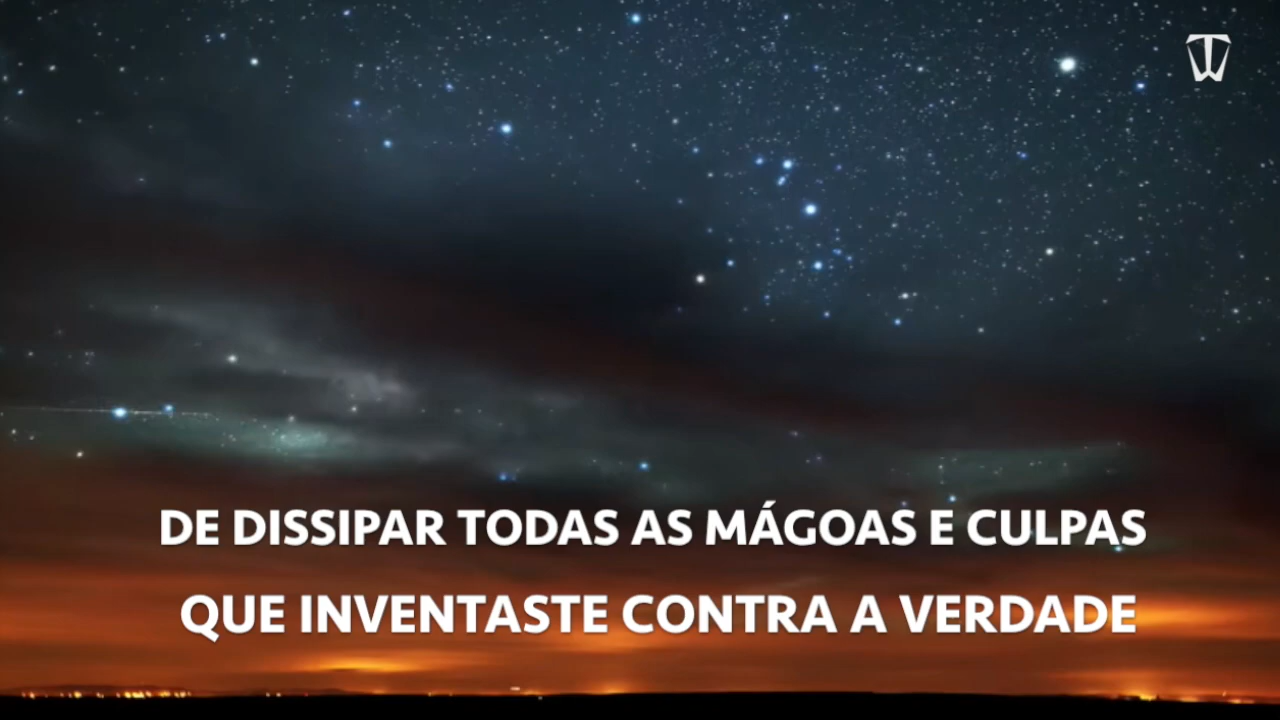 DE DISSIPAR TODAS AS MÁGOAS E CULPAS
QUE INVENTASTE CONTRA A VERDADE